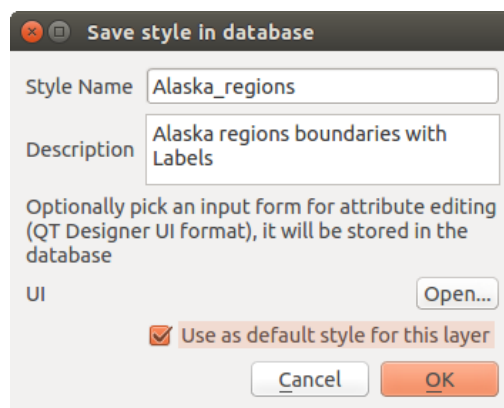 Save style in database
Style Name Alaska_regions
Description Alaska regions boundaries with
Labels
Optionally pick an input form for attribute editing
(QT Designer UI format), it will be stored in the
database
UI Open...
Use as default style for this layer
Cancel OK